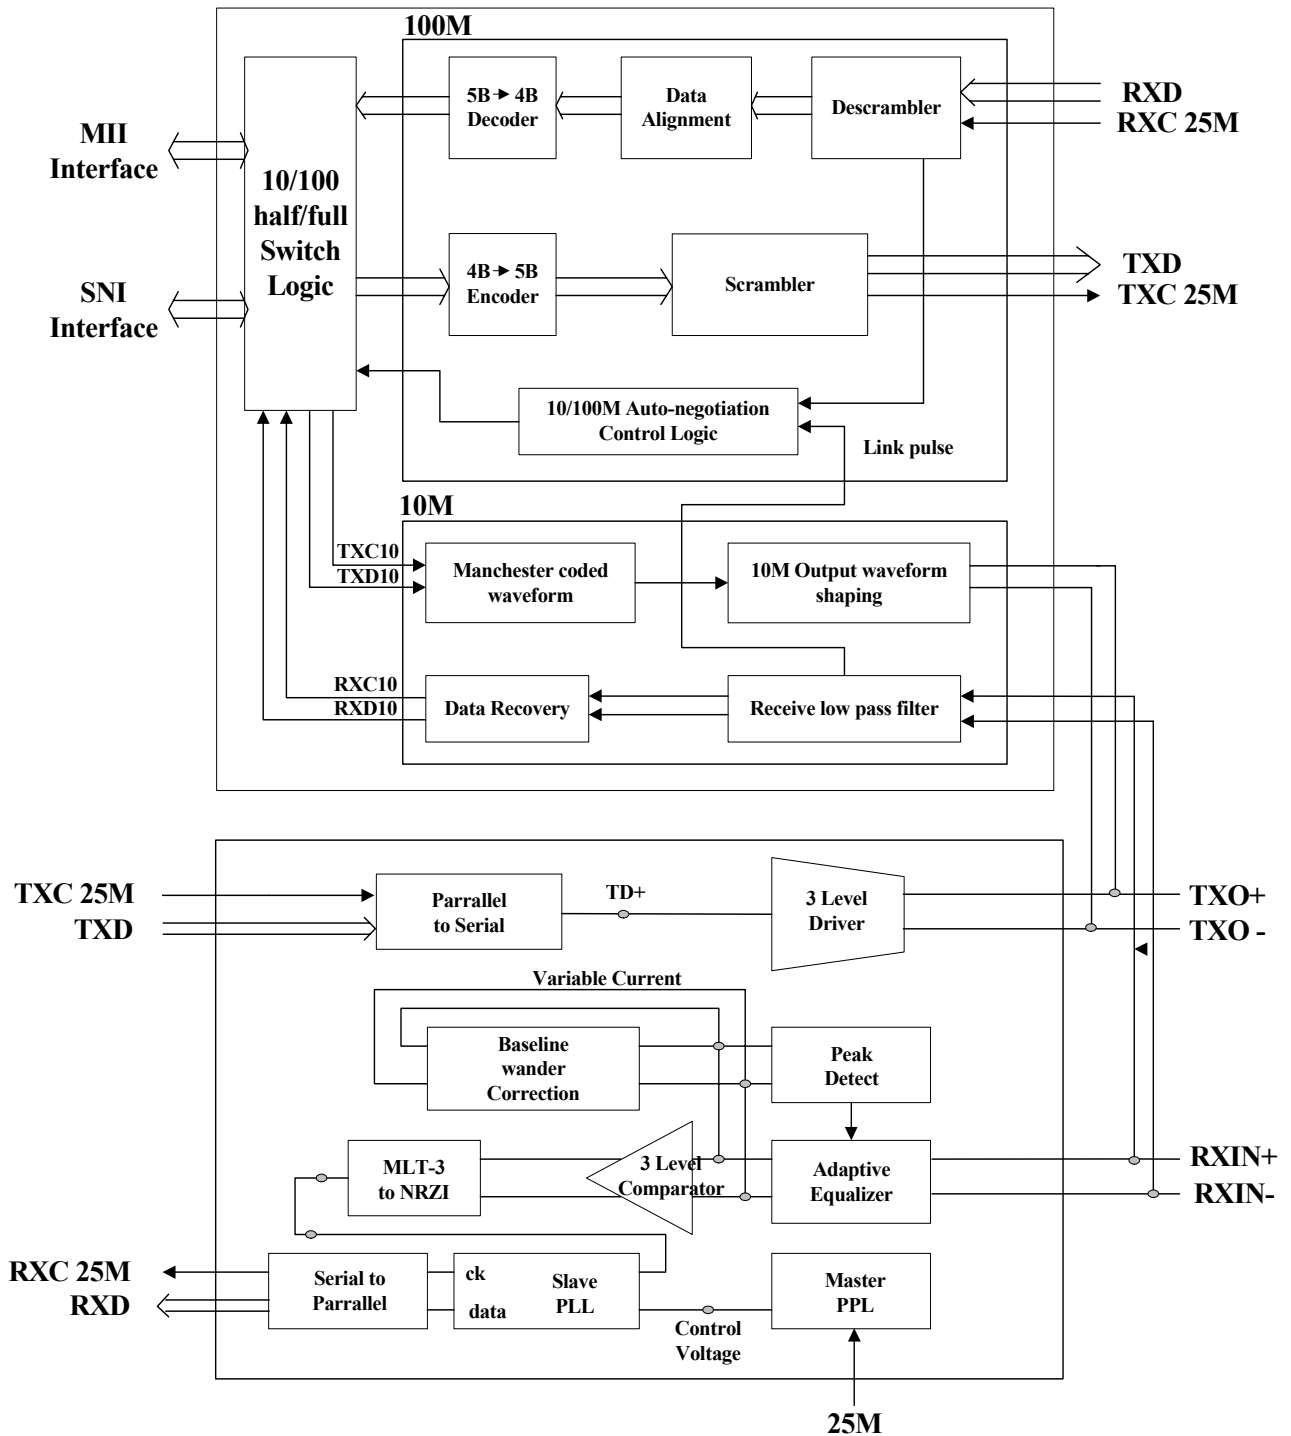 100M
5B 4B
Decoder
Data
Alignment
Descrambler
RXD
RXC 25M
MII
Interface
10/100
half/full
Switch
Logic
4B 5B
Encoder
Scrambler
TXD
TXC 25M
SNI
Interface
10/100M Auto-negotiation
Control Logic
Link pulse
10M
TXC10
TXD10
Manchester coded
waveform
10M Output waveform
shaping
RXC10
RXD10
Data Recovery
Receive low pass filter
TXC 25M
TXD
Parrallel
to Serial
TD+
3 Level
Driver
TXO+
TXO -
Variable Current
Baseline
wander
Correction
Peak
Detect
MLT-3
to NRZI
3 Level
Comparator
Adaptive
Equalizer
RXIN+
RXIN-
RXC 25M
RXD
Serial to
Parrallel
ck
data
Slave
PLL
Master
PPL
Control
Voltage
25M